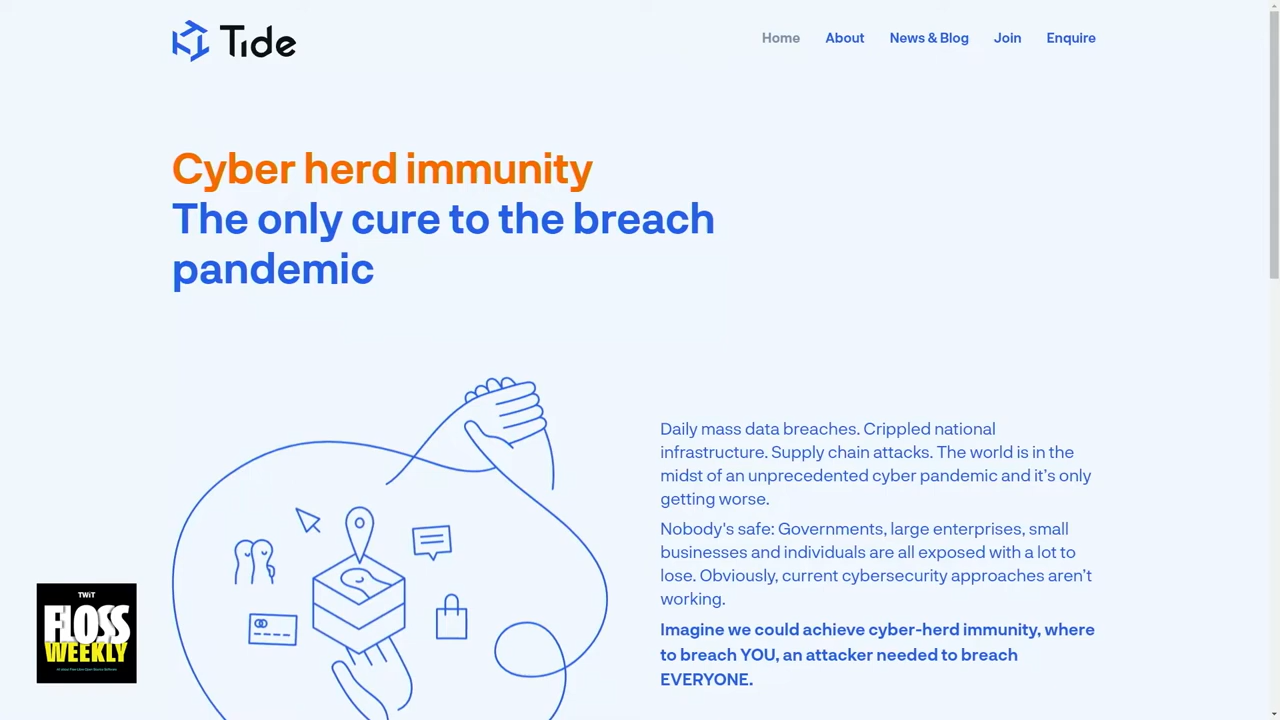 Tide
Home About News & Blog Join Enquire
Cyber herd immunity
The only cure to the breach
pandemic
Daily mass data breaches. Crippled national
infrastructure. Supply chain attacks. The world is in the
midst of an unprecedented cyber pandemic and it’s only
getting worse.
Nobody's safe: Governments, large enterprises, small
businesses and individuals are all exposed with a lot to
lose. Obviously, current cybersecurity approaches aren’t
working.
Imagine we could achieve cyber-herd immunity, where
to breach YOU, an attacker needed to breach
EVERYONE.
TWiT
FLOSS
WEEKLY